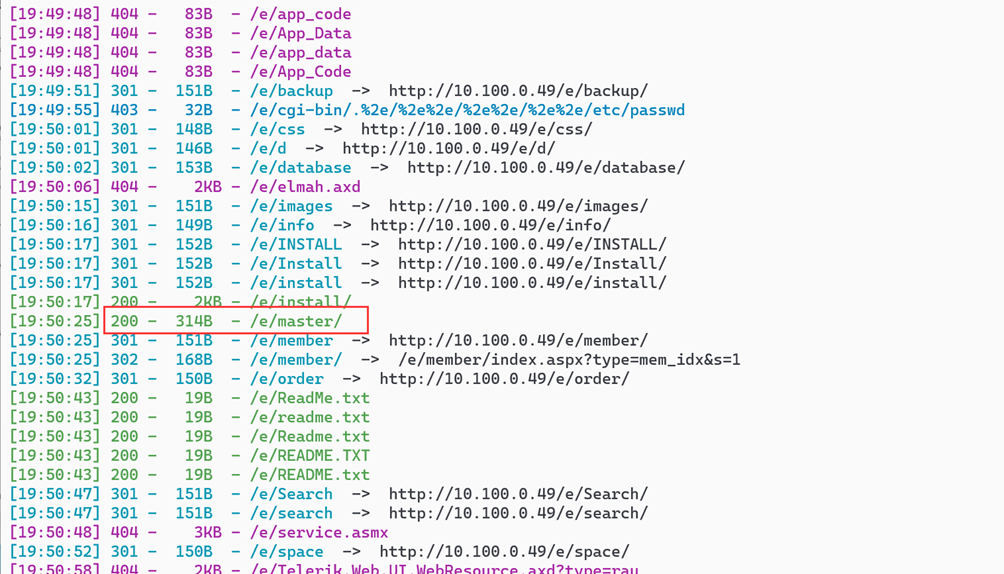 [19:49:48] 404 -   83B  - /e/app_code
[19:49:48] 404 -   83B  - /e/App_Data
[19:49:48] 404 -   83B  - /e/app_data
[19:49:48] 404 -   83B  - /e/App_Code
[19:49:51] 301 -  151B  - /e/backup  ->  http://10.100.0.49/e/backup/
[19:49:55] 403 -   32B  - /e/cgi-bin/.%2e/%2e%2e/%2e%2e/%2e%2e/etc/passwd
[19:50:01] 301 -  148B  - /e/css  ->  http://10.100.0.49/e/css/
[19:50:01] 301 -  146B  - /e/d  ->  http://10.100.0.49/e/d/
[19:50:02] 301 -  153B  - /e/database  ->  http://10.100.0.49/e/database/
[19:50:06] 404 -    2KB - /e/elmah.axd
[19:50:15] 301 -  151B  - /e/images  ->  http://10.100.0.49/e/images/
[19:50:16] 301 -  149B  - /e/info  ->  http://10.100.0.49/e/info/
[19:50:17] 301 -  152B  - /e/INSTALL  ->  http://10.100.0.49/e/INSTALL/
[19:50:17] 301 -  152B  - /e/Install  ->  http://10.100.0.49/e/Install/
[19:50:17] 301 -  152B  - /e/install  ->  http://10.100.0.49/e/install/
[19:50:17] 200 -    2KB - /e/install/
[19:50:25] 200 -  314B  - /e/master/
[19:50:25] 301 -  151B  - /e/member  ->  http://10.100.0.49/e/member/
[19:50:25] 302 -  168B  - /e/member/  ->  /e/member/index.aspx?type=mem_idx&s=1
[19:50:32] 301 -  150B  - /e/order  ->  http://10.100.0.49/e/order/
[19:50:43] 200 -   19B  - /e/ReadMe.txt
[19:50:43] 200 -   19B  - /e/readme.txt
[19:50:43] 200 -   19B  - /e/Readme.txt
[19:50:43] 200 -   19B  - /e/README.TXT
[19:50:43] 200 -   19B  - /e/README.txt
[19:50:47] 301 -  151B  - /e/Search  ->  http://10.100.0.49/e/Search/
[19:50:47] 301 -  151B  - /e/search  ->  http://10.100.0.49/e/search/
[19:50:48] 404 -    3KB - /e/service.asmx
[19:50:52] 301 -  150B  - /e/space  ->  http://10.100.0.49/e/space/
[19:50:58] 404 -    2KB - /e/Telerik.Web.UI.WebResource.axd?type=rau